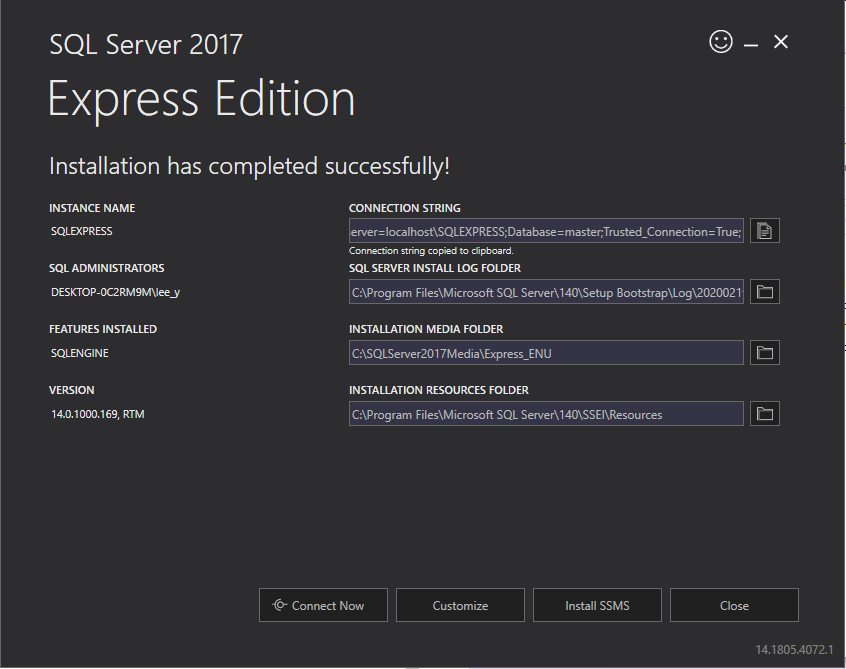 SQL Server 2017
Express Edition
Installation has completed successfully!
INSTANCE NAME
SQLEXPRESS
CONNECTION STRING
erver=localhost\SQLEXPRESS;Database=master;Trusted_Connection=True;
Connection string copied to clipboard.
SQL ADMINISTRATORS
DESKTOP-0C2RM9M\lee_y
SQL SERVER INSTALL LOG FOLDER
C:\Program Files\Microsoft SQL Server\140\Setup Bootstrap\Log\2020021
FEATURES INSTALLED
SQLENGINE
INSTALLATION MEDIA FOLDER
C:\SQLServer2017Media\Express_ENU
VERSION
14.0.1000.169, RTM
INSTALLATION RESOURCES FOLDER
C:\Program Files\Microsoft SQL Server\140\SSEI\Resources
Connect Now
Customize
Install SSMS
Close
14.1805.4072.1